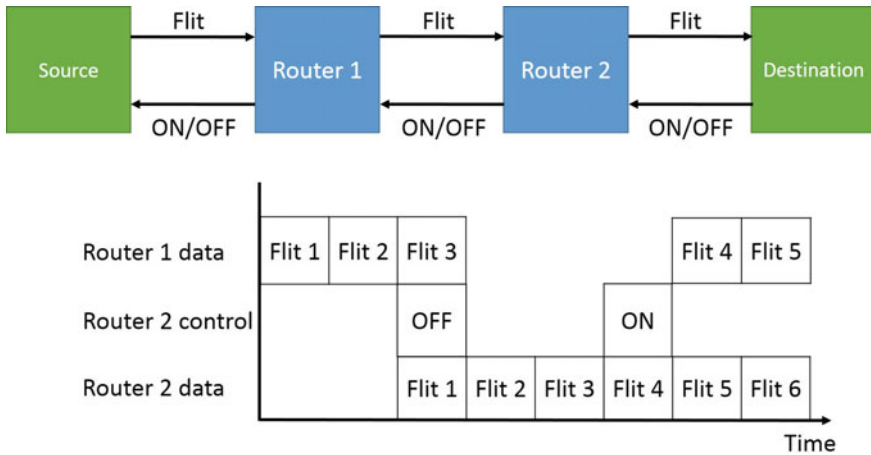 Flit Flit Flit
Source Router 1 Router 2 Destination
ON/OFF ON/OFF ON/OFF
Router 1 data Flit 1 Flit 2 Flit 3 Flit 4 Flit 5
Router 2 control OFF ON
Router 2 data Flit 1 Flit 2 Flit 3 Flit 4 Flit 5 Flit 6
Time